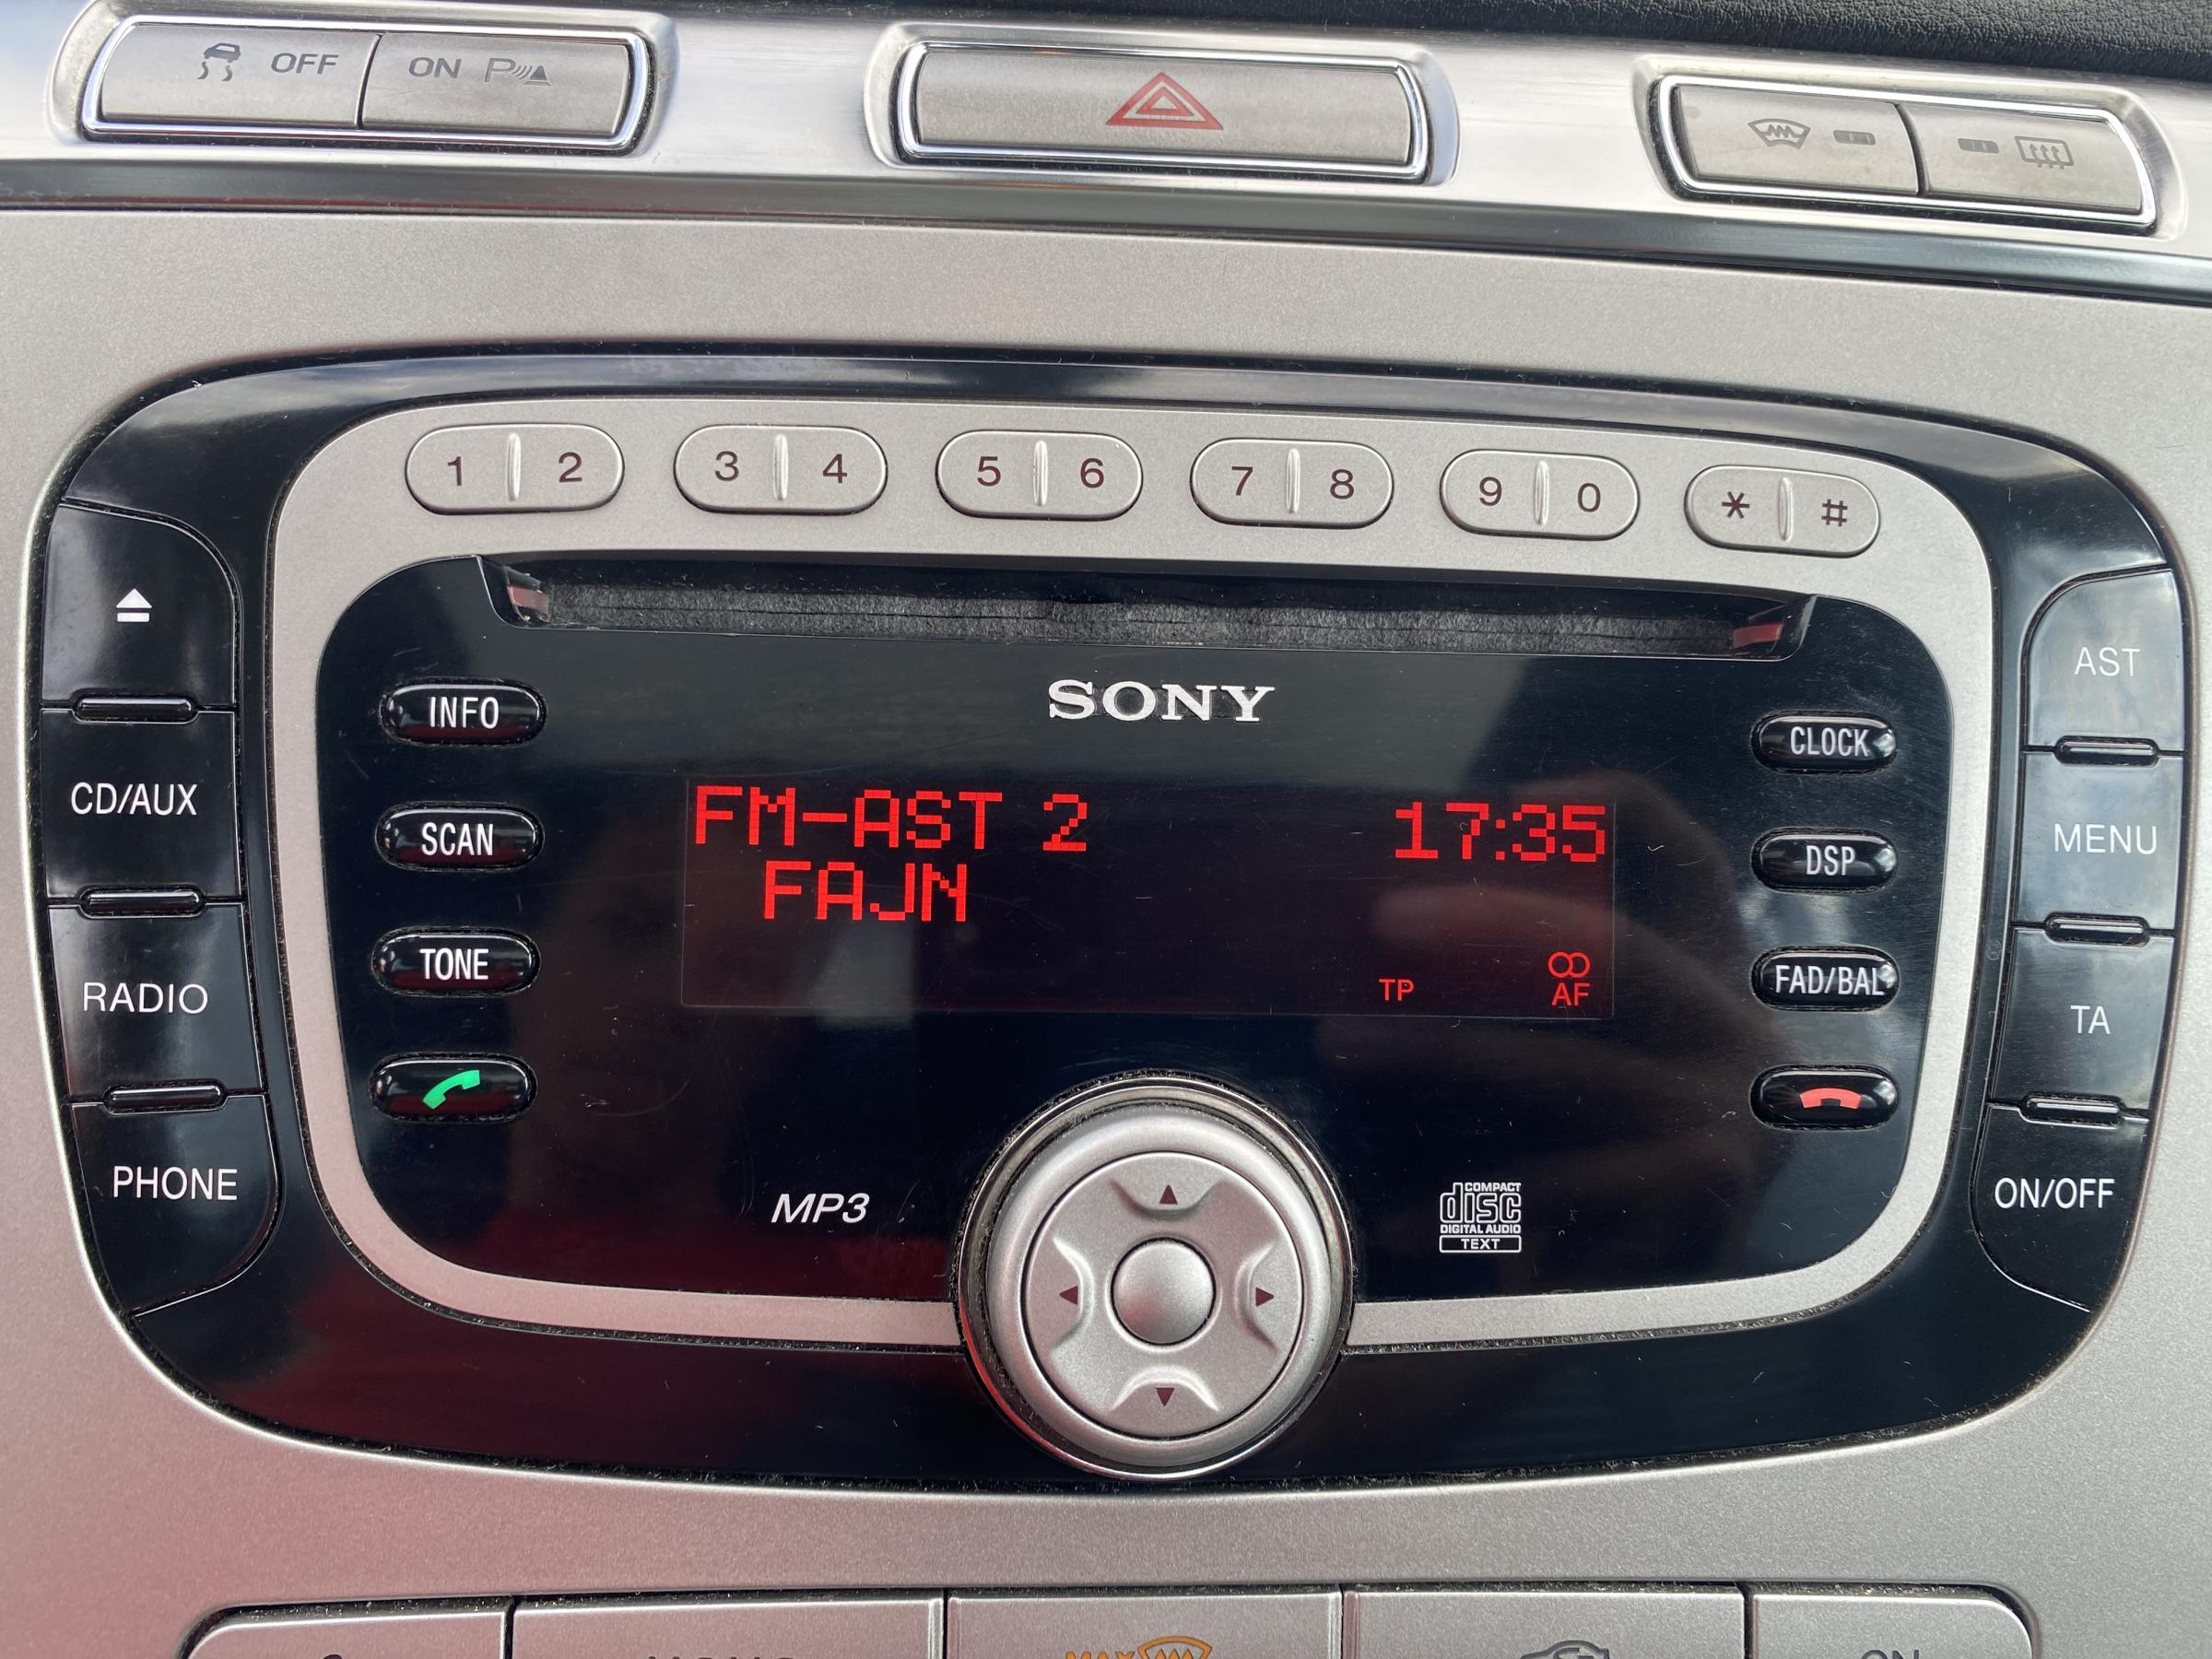 OFF ON P
1 2 3 4 5 6 7 8 9 0 * #
SONY
INFO
CLOCK
AST
CD/AUX
SCAN
FM-AST 2 17:35
FAJN
DSP
MENU
RADIO
TONE
TP
AF
FAD/BAL
TA
PHONE
MP3
COMPACT
disc
DIGITAL AUDIO
TEXT
ON/OFF
MAX